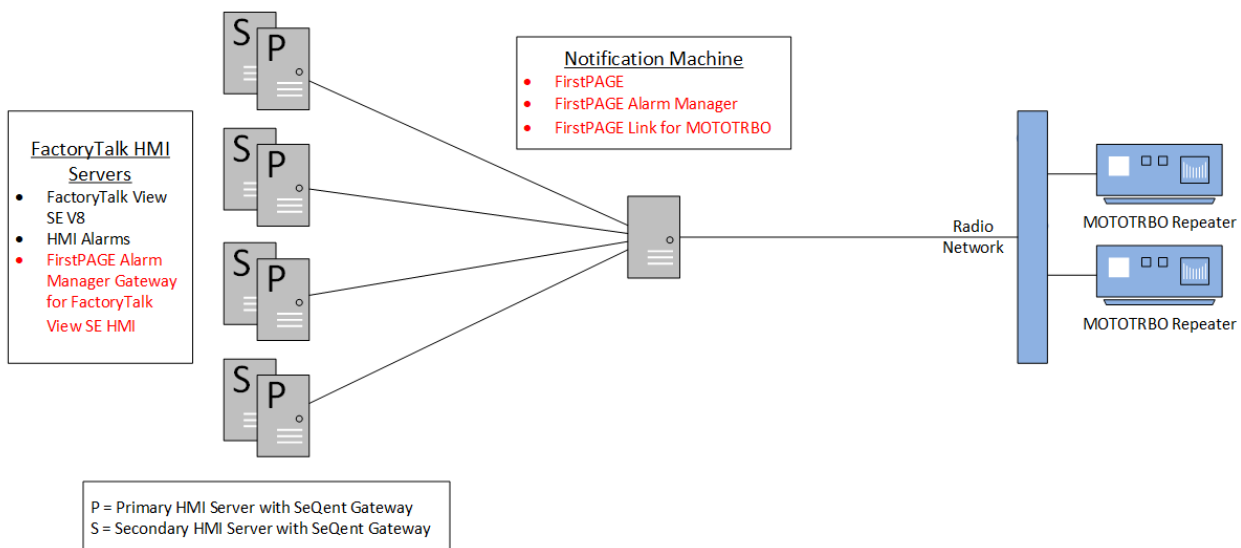 S
P
S
P
S
P
S
P
Notification Machine
• FirstPAGE
• FirstPAGE Alarm Manager
• FirstPAGE Link for MOTOTRBO
FactoryTalk HMI
Servers
• FactoryTalk View
SE V8
• HMI Alarms
• FirstPAGE Alarm
Manager Gateway
for FactoryTalk
View SE HMI
Radio
Network
MOTOTRBO Repeater
MOTOTRBO Repeater
P = Primary HMI Server with SeQent Gateway
S = Secondary HMI Server with SeQent Gateway